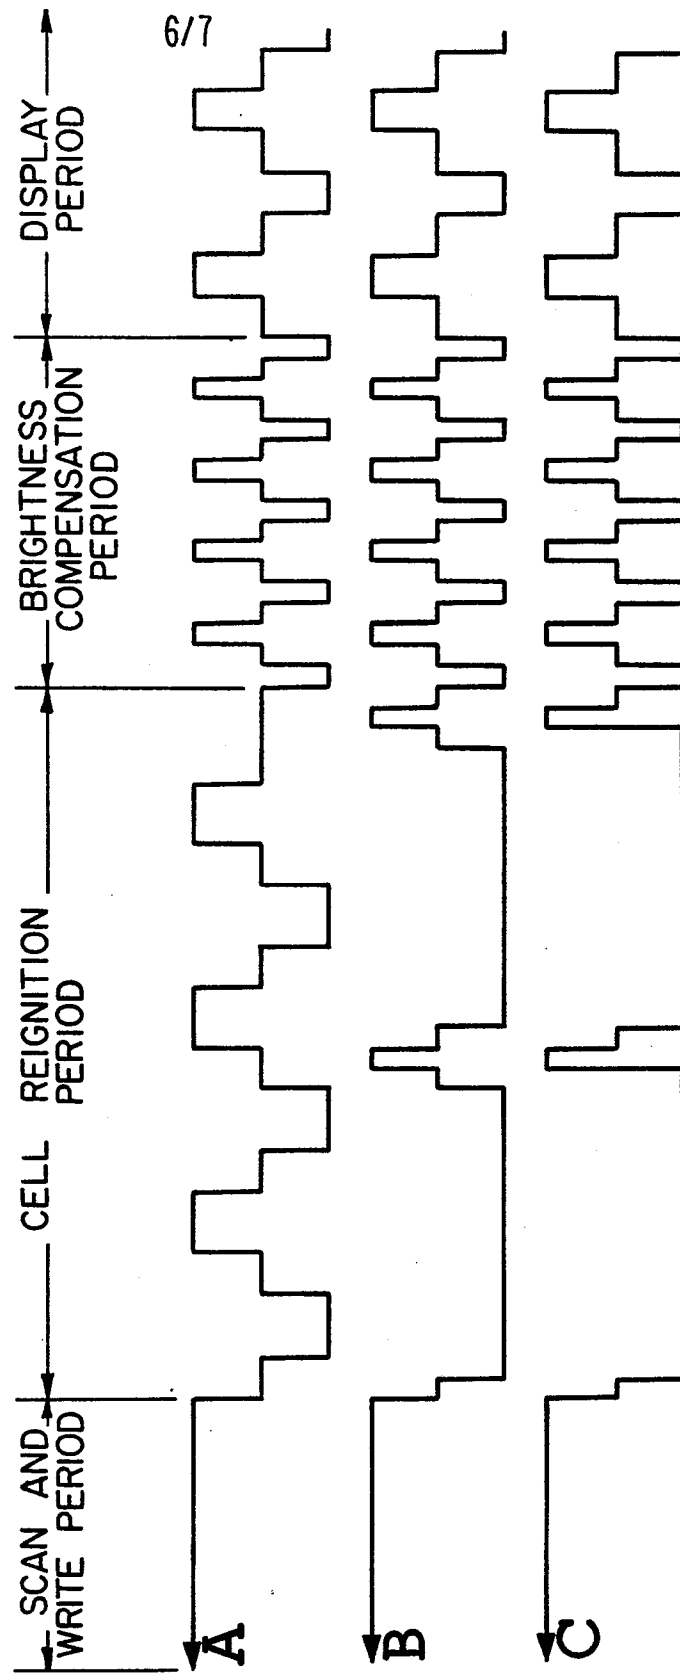 6/7
SCAN AND
WRITE PERIOD
CELL REIGNITION
PERIOD
BRIGHTNESS
COMPENSATION
PERIOD
DISPLAY
PERIOD
A
B
C